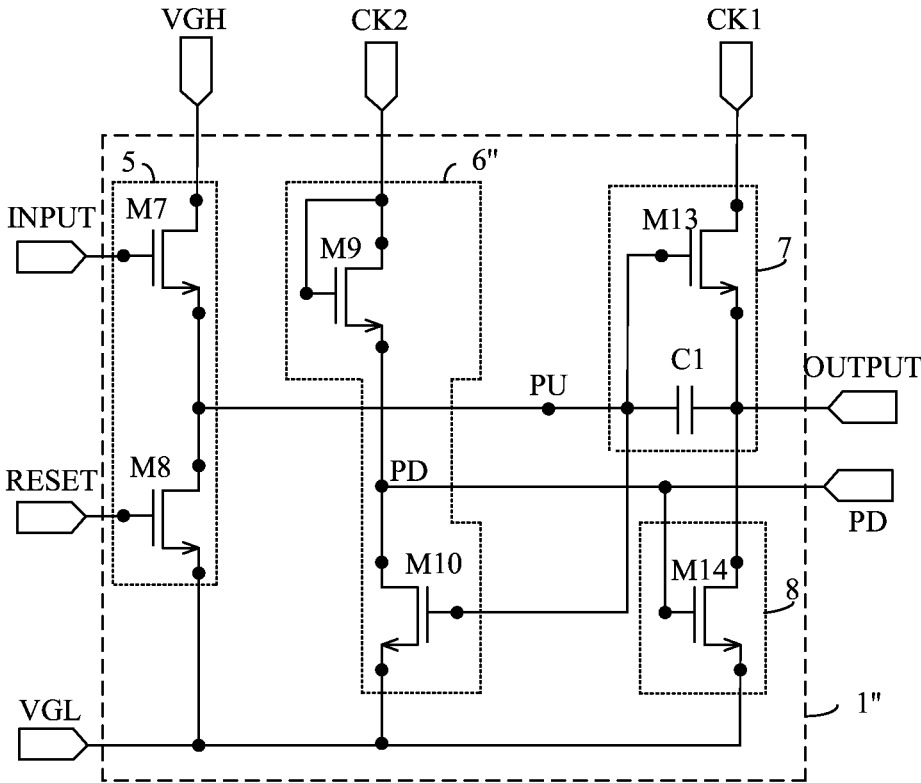 VGH
CK2
CK1
5
6"
INPUT
M7
M9
M13
7
C1
OUTPUT
PU
M8
RESET
PD
PD
M10
M14
8
VGL
1"